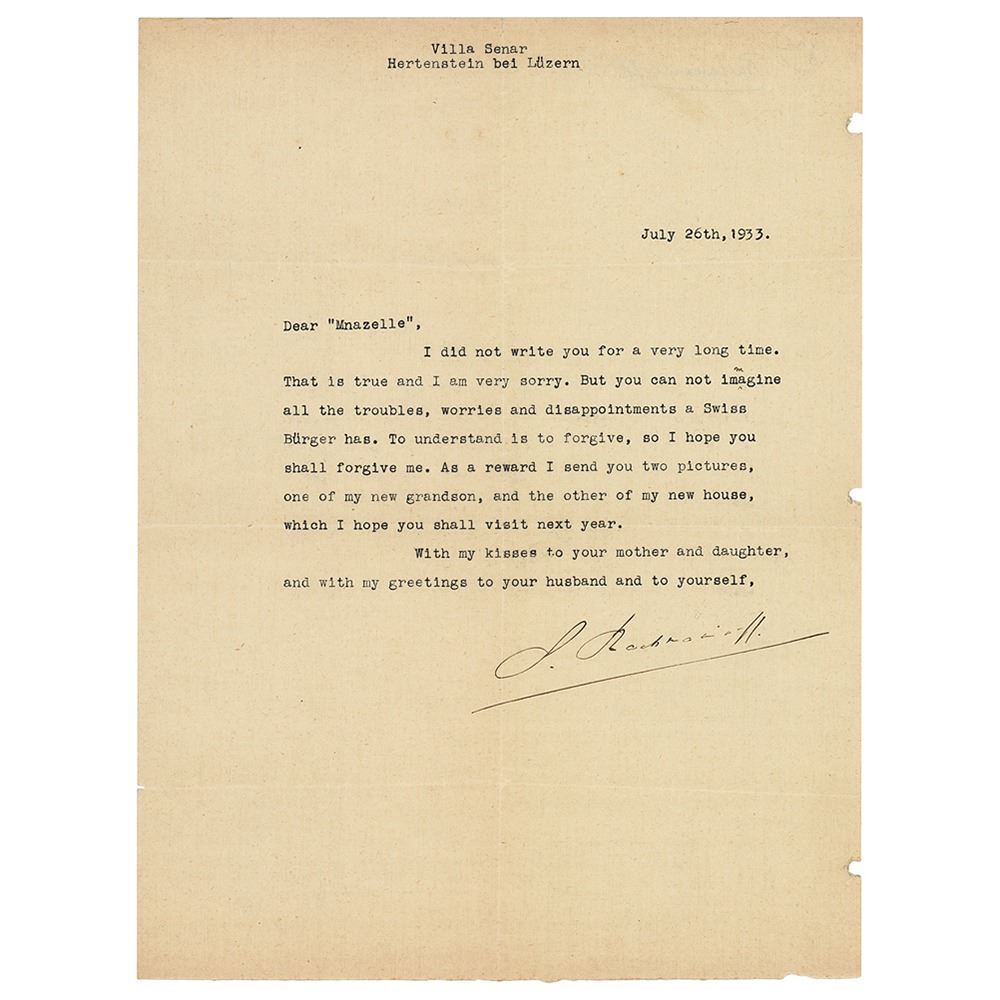 Villa Senar
Hertenstein bei Lüzern
July 26th, 1933.
Dear "Mnazelle",
I did not write you for a very long time.
That is true and I am very sorry. But you can not imagine
all the troubles, worries and disappointments a Swiss
Bürger has. To understand is to forgive, so I hope you
shall forgive me. As a reward I send you two pictures,
one of my new grandson, and the other of my new house,
which I hope you shall visit next year.
With my kisses to your mother and daughter,
and with my greetings to your husband and to yourself,
S. Rachmaninoff.